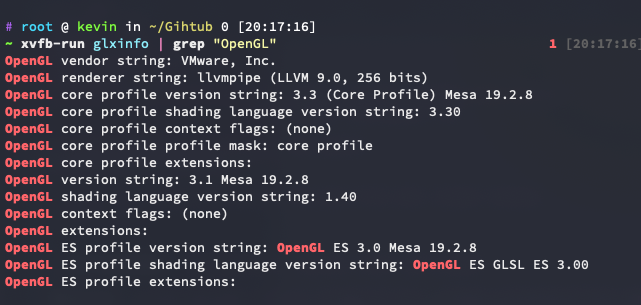 # root @ kevin in ~/Gihtub 0 [20:17:16]
~ xvfb-run glxinfo | grep "OpenGL" 1 [20:17:16]
OpenGL vendor string: VMware, Inc.
OpenGL renderer string: llvmpipe (LLVM 9.0, 256 bits)
OpenGL core profile version string: 3.3 (Core Profile) Mesa 19.2.8
OpenGL core profile shading language version string: 3.30
OpenGL core profile context flags: (none)
OpenGL core profile profile mask: core profile
OpenGL core profile extensions:
OpenGL version string: 3.1 Mesa 19.2.8
OpenGL shading language version string: 1.40
OpenGL context flags: (none)
OpenGL extensions:
OpenGL ES profile version string: OpenGL ES 3.0 Mesa 19.2.8
OpenGL ES profile shading language version string: OpenGL ES GLSL ES 3.00
OpenGL ES profile extensions: